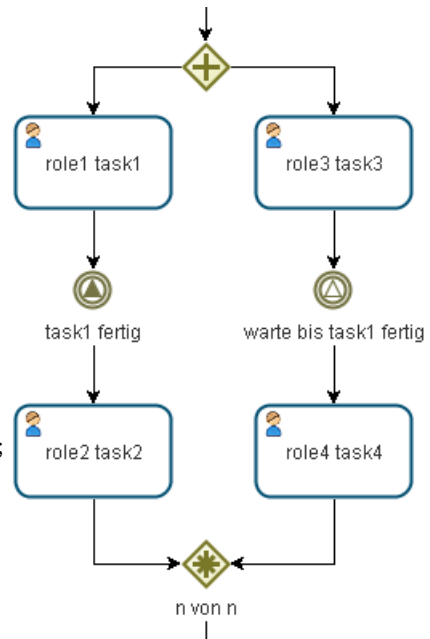 role1 task1
role3 task3
task1 fertig
warte bis task1 fertig
role2 task2
role4 task4
n von n